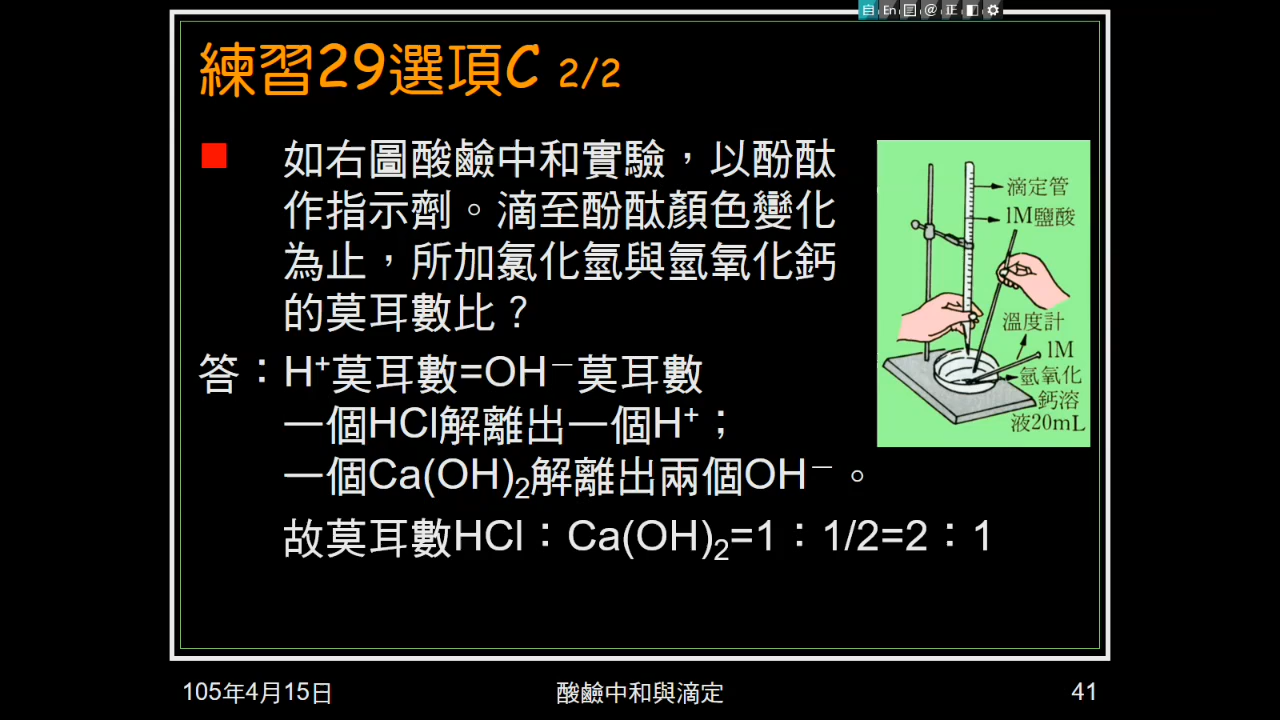 自 En @ 正
練習29選項C 2/2
如右圖酸鹼中和實驗，以酚酞
作指示劑。滴至酚酞顏色變化
為止，所加氯化氫與氫氧化鈣
的莫耳數比？
答：H⁺莫耳數=OH⁻莫耳數
一個HCl解離出一個H⁺；
一個Ca(OH)₂解離出兩個OH⁻。
故莫耳數HCl：Ca(OH)₂=1：1/2=2：1
滴定管
1M鹽酸
溫度計
1M
氫氧化
鈣溶
液20mL
105年4月15日
酸鹼中和與滴定
41